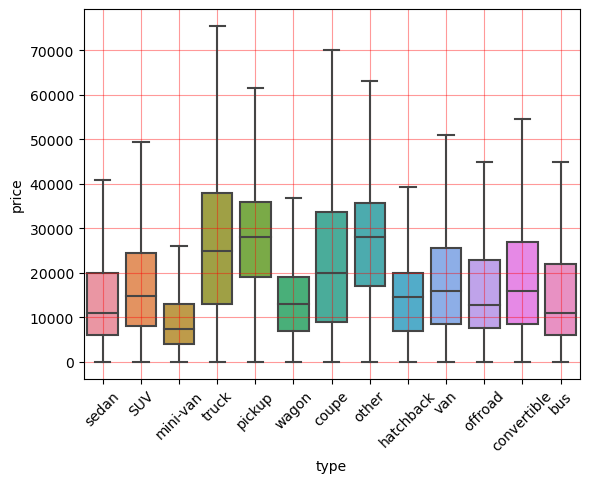 70000
60000
50000
40000
30000
20000
10000
0
price
sedan
SUV
mini-van
truck
pickup
wagon
coupe
other
hatchback
van
offroad
convertible
bus
type